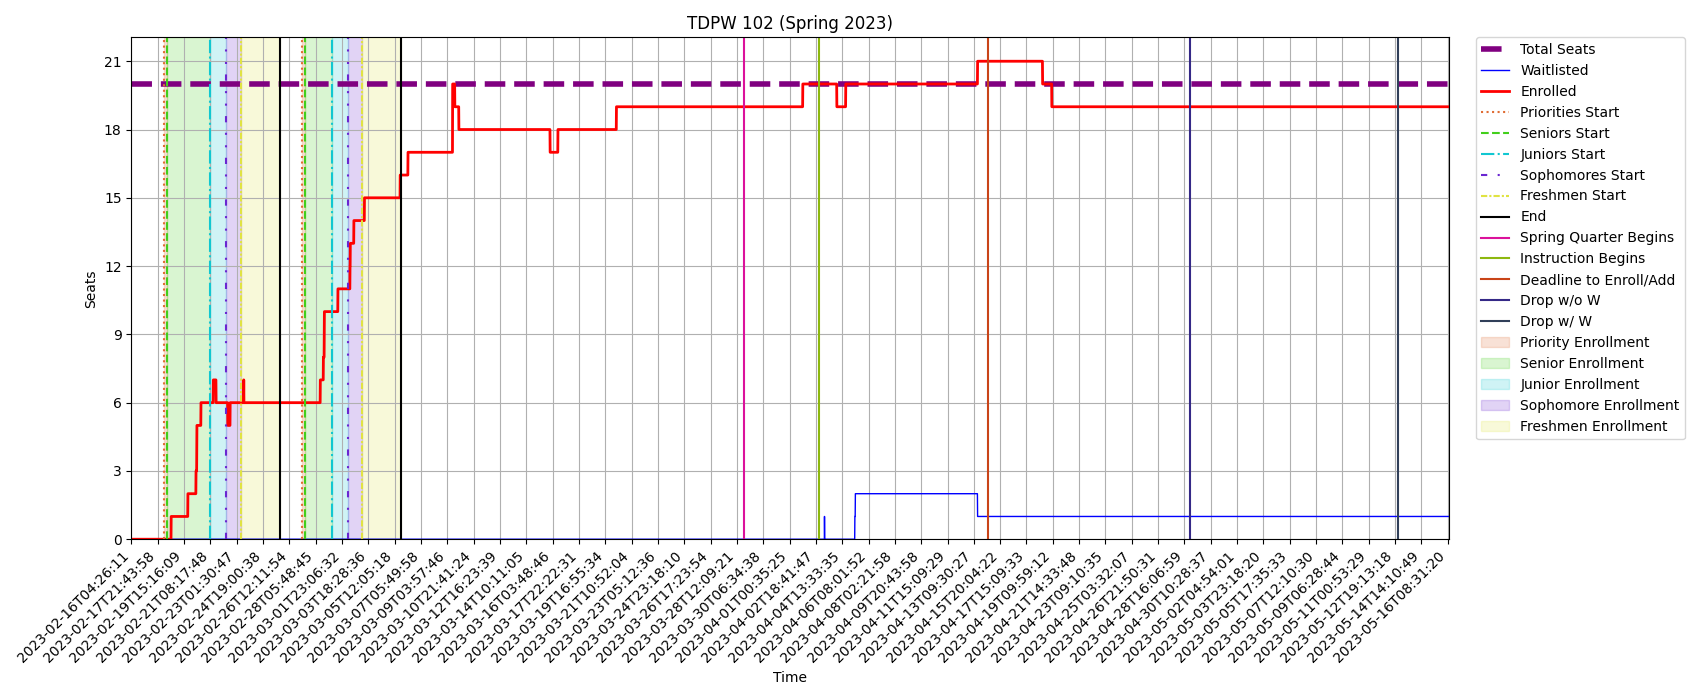 TDPW 102 (Spring 2023)
21
18
15
12
9
6
3
0
Seats
2023-02-16T04:26:11
2023-02-17T21:43:58
2023-02-19T15:16:09
2023-02-21T08:17:48
2023-02-23T01:30:47
2023-02-24T19:00:38
2023-02-26T12:11:54
2023-02-28T05:48:45
2023-03-01T23:06:32
2023-03-03T18:28:36
2023-03-05T12:05:18
2023-03-07T05:49:58
2023-03-09T03:57:46
2023-03-10T21:41:24
2023-03-12T16:23:39
2023-03-14T10:11:05
2023-03-16T03:48:46
2023-03-17T22:22:31
2023-03-19T16:55:34
2023-03-21T10:52:04
2023-03-23T05:12:36
2023-03-24T23:18:10
2023-03-26T17:23:54
2023-03-28T12:09:21
2023-03-30T06:34:38
2023-04-01T00:35:25
2023-04-02T18:41:47
2023-04-04T13:33:35
2023-04-06T08:01:52
2023-04-08T02:21:58
2023-04-09T20:43:58
2023-04-11T15:09:29
2023-04-13T09:30:27
2023-04-15T20:04:22
2023-04-17T15:09:33
2023-04-19T09:59:12
2023-04-21T14:33:48
2023-04-23T09:10:35
2023-04-25T03:32:07
2023-04-26T21:50:31
2023-04-28T16:06:59
2023-04-30T10:28:37
2023-05-02T04:54:01
2023-05-03T23:18:20
2023-05-05T17:35:33
2023-05-07T12:10:30
2023-05-09T06:28:44
2023-05-11T00:53:29
2023-05-12T19:13:18
2023-05-14T14:10:49
2023-05-16T08:31:20
Time
Total Seats
Waitlisted
Enrolled
Priorities Start
Seniors Start
Juniors Start
Sophomores Start
Freshmen Start
End
Spring Quarter Begins
Instruction Begins
Deadline to Enroll/Add
Drop w/o W
Drop w/ W
Priority Enrollment
Senior Enrollment
Junior Enrollment
Sophomore Enrollment
Freshmen Enrollment